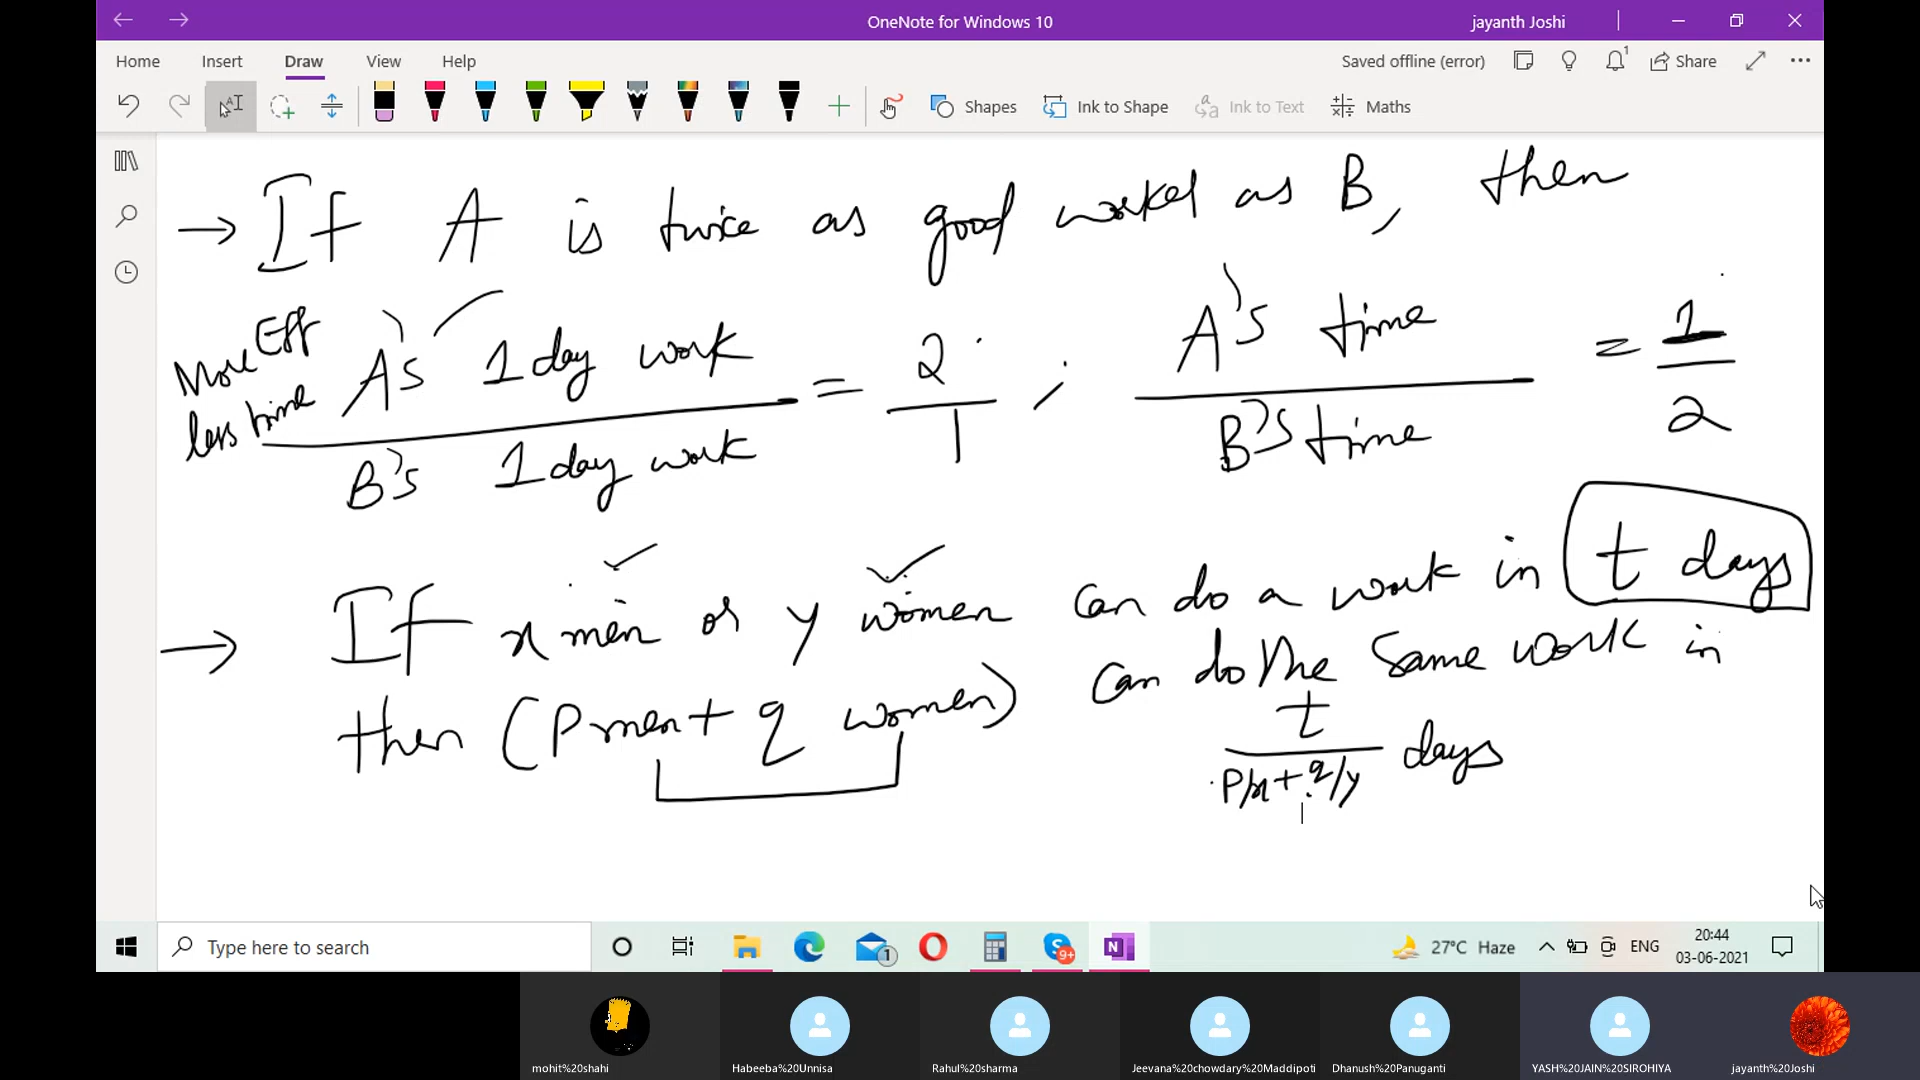 OneNote for Windows 10
jayanth Joshi
Home Insert Draw View Help
Saved offline (error) 1 Share
Shapes Ink to Shape Ink to Text Maths
→ If A is twice as good worker as B, then
More Eff
less time
A's 1 day work / B's 1 day work = 2/1 ; A's time / B's time = 1/2
→ If x men or y women can do a work in t days
then (P men + q women) can do the same work in
t / P/x + q/y days
Type here to search
1
9+
N
27°C Haze
ENG
20:44
03-06-2021
mohit%20shahi
Habeeba%20Unnisa
Rahul%20sharma
Jeevana%20chowdary%20Maddipoti
Dhanush%20Panuganti
YASH%20JAIN%20SIROHIYA
jayanth%20Joshi